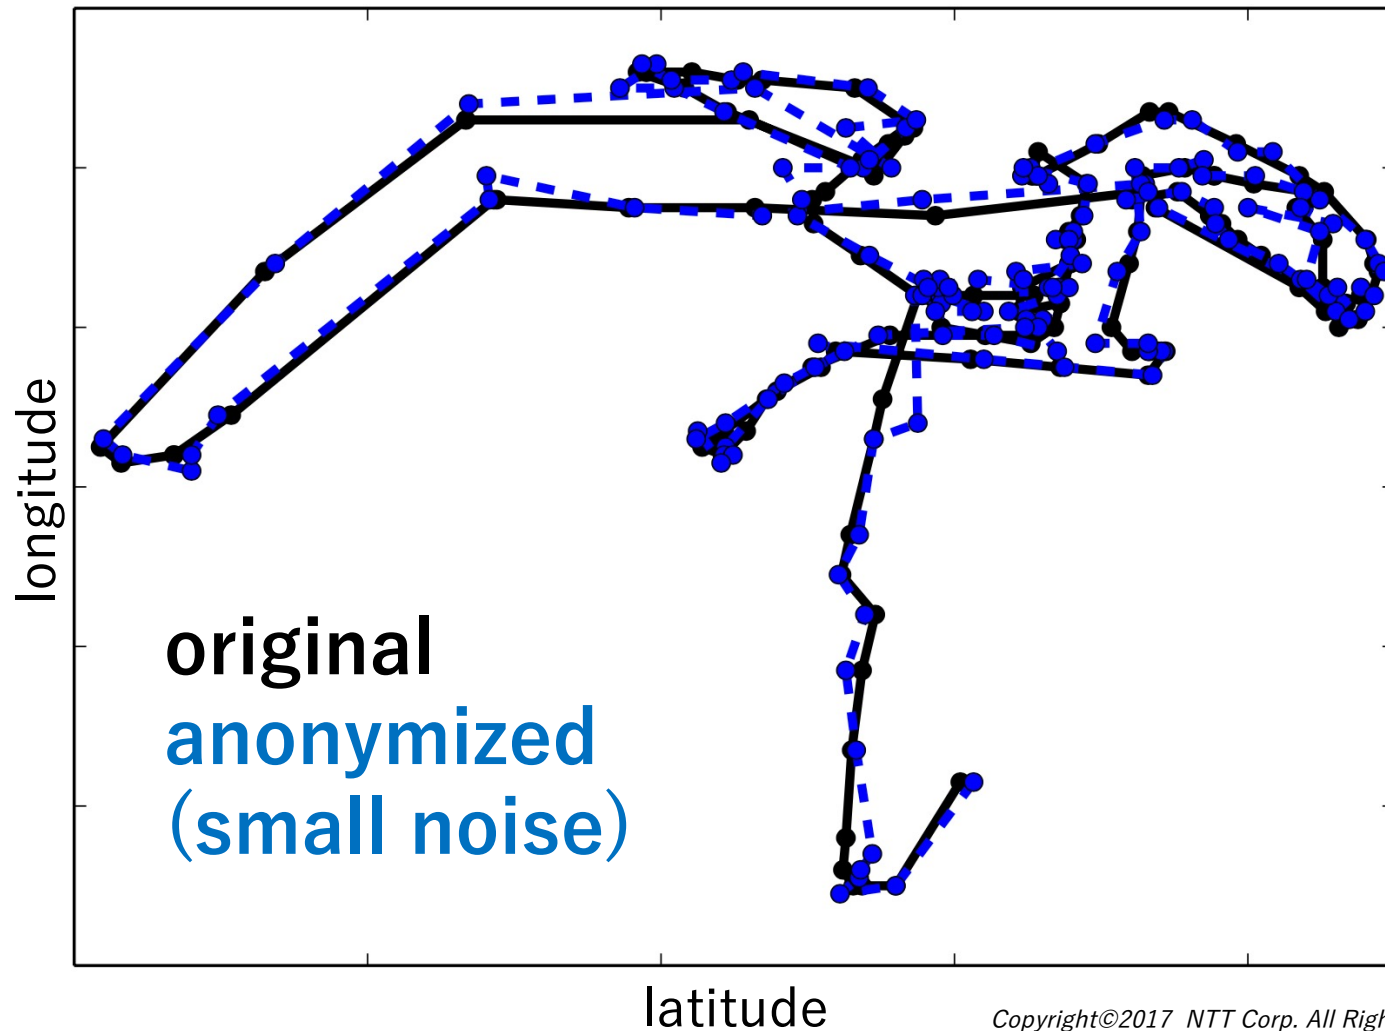 longitude
original
anonymized
(small noise)
latitude
Copyright©2017 NTT Corp. All Righ